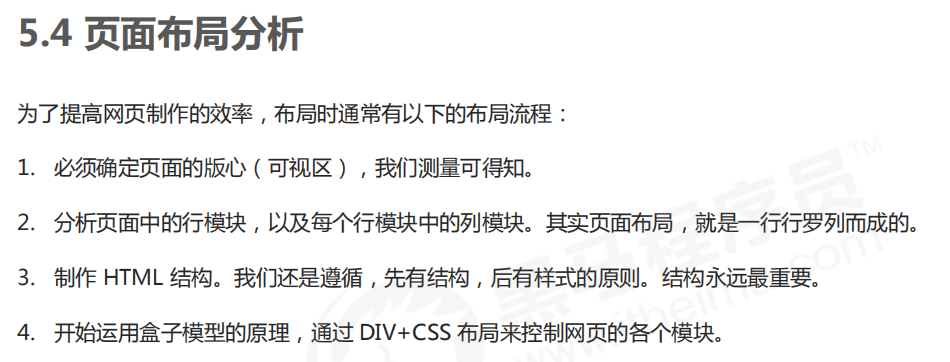 5.4 页面布局分析
为了提高网页制作的效率，布局时通常有以下的布局流程：
1. 必须确定页面的版心（可视区），我们测量可得知。
2. 分析页面中的行模块，以及每个行模块中的列模块。其实页面布局，就是一行行罗列而成的。
3. 制作 HTML 结构。我们还是遵循，先有结构，后有样式的原则。结构永远最重要。
4. 开始运用盒子模型的原理，通过 DIV+CSS 布局来控制网页的各个模块。
黑马程序员™